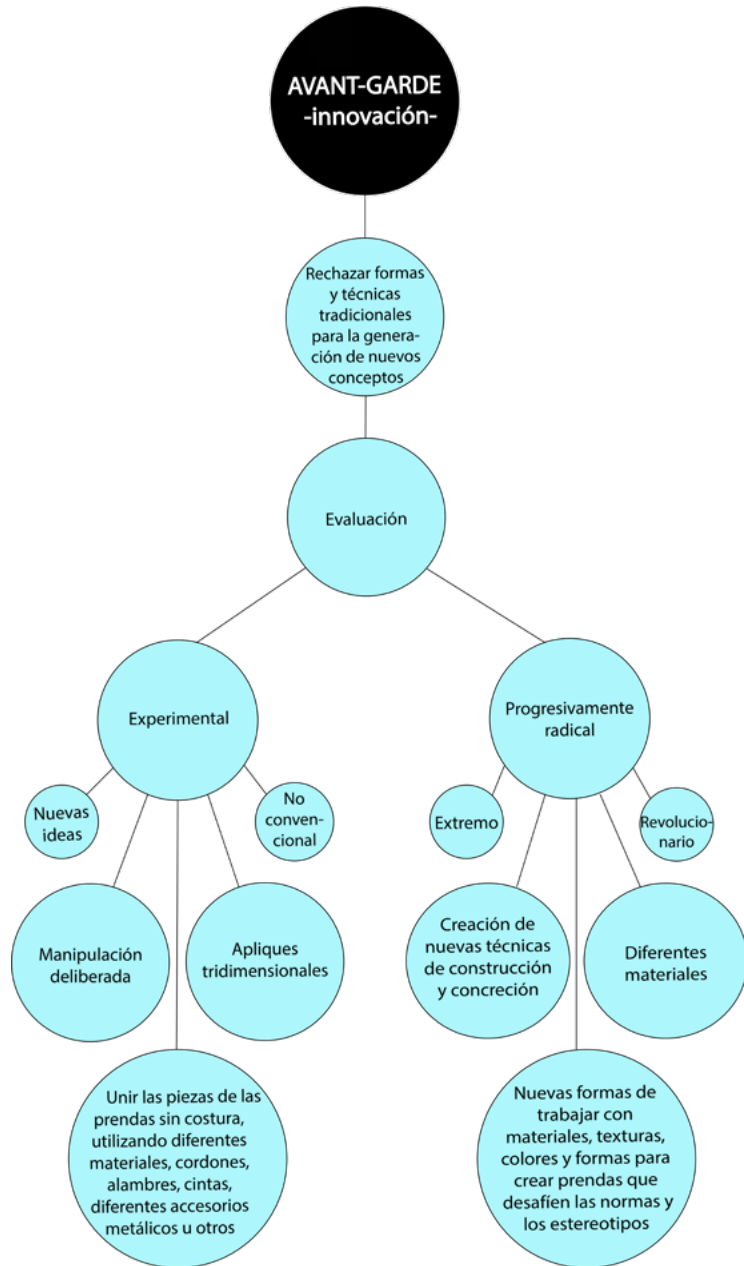 AVANT-GARDE
-innovación-
Rechazar formas
y técnicas
tradicionales
para la genera-
ción de nuevos
conceptos
Evaluación
Experimental
Progresivamente
radical
Nuevas
ideas
No
conven-
cional
Extremo
Revolucio-
nario
Manipulación
deliberada
Apliques
tridimensionales
Creación de
nuevas técnicas
de construcción
y concreción
Diferentes
materiales
Unir las piezas de las
prendas sin costura,
utilizando diferentes
materiales, cordones,
alambres, cintas,
diferentes accesorios
metálicos u otros
Nuevas formas de
trabajar con
materiales, texturas,
colores y formas para
crear prendas que
desafíen las normas y
los estereotipos